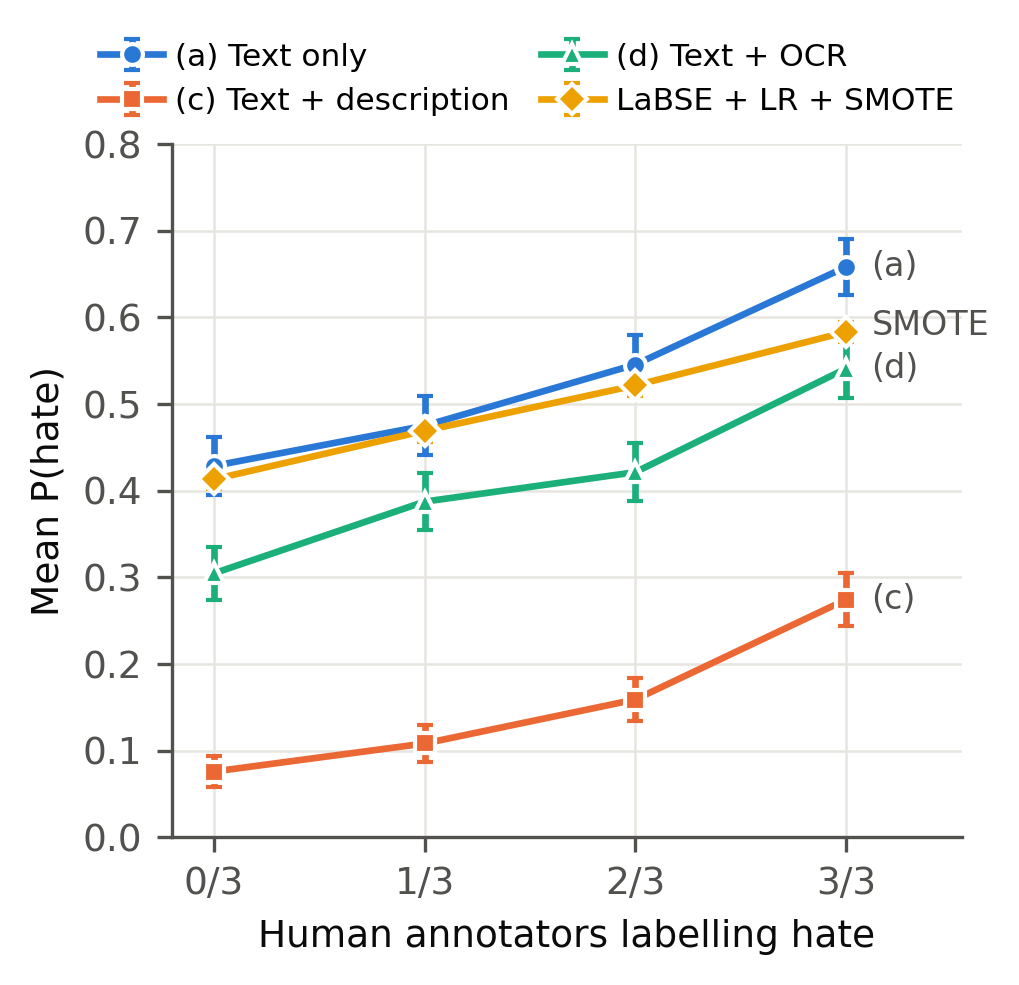 (a) Text only
(d) Text + OCR
(c) Text + description
LaBSE + LR + SMOTE
0.8
0.7
0.6
0.5
0.4
0.3
0.2
0.1
0.0
Mean P(hate)
(a)
SMOTE
(d)
(c)
0/3 1/3 2/3 3/3
Human annotators labelling hate